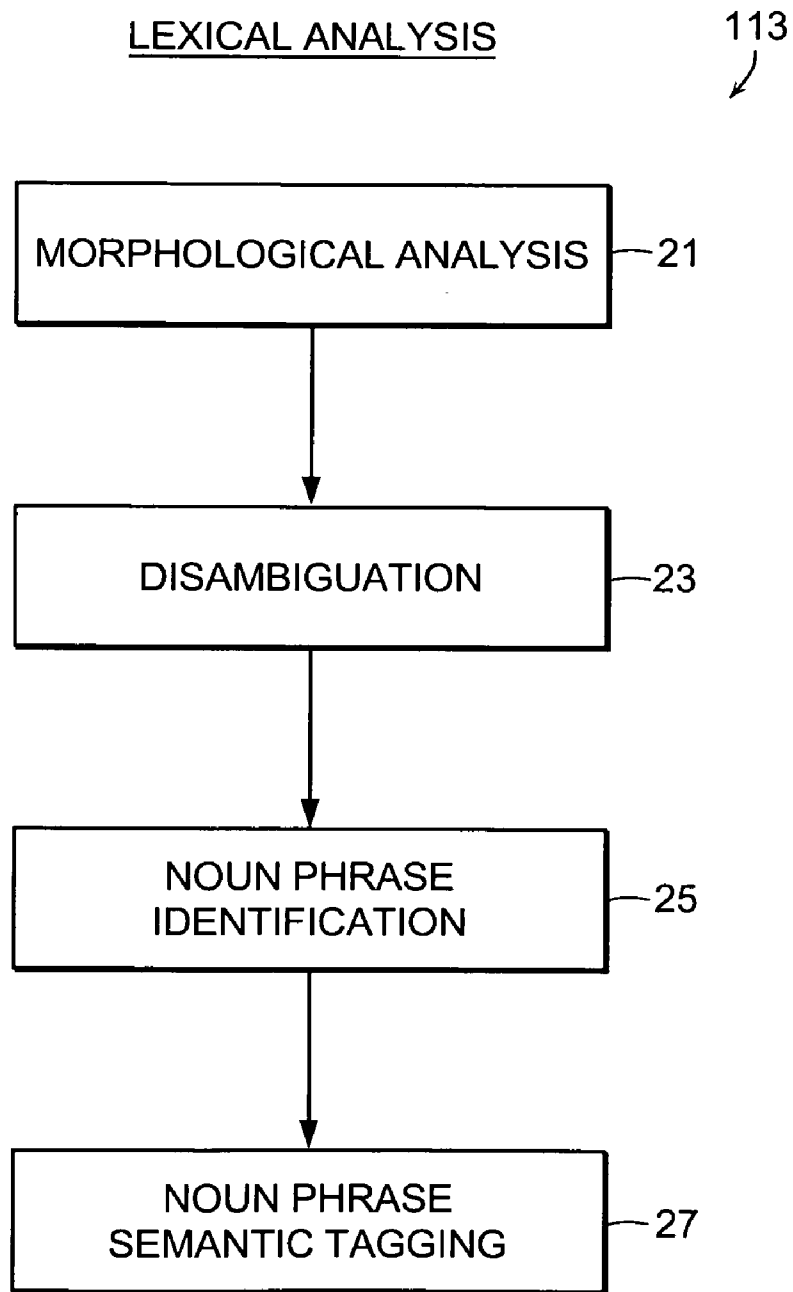 LEXICAL ANALYSIS
113
MORPHOLOGICAL ANALYSIS
21
DISAMBIGUATION
23
NOUN PHRASE
IDENTIFICATION
25
NOUN PHRASE
SEMANTIC TAGGING
27